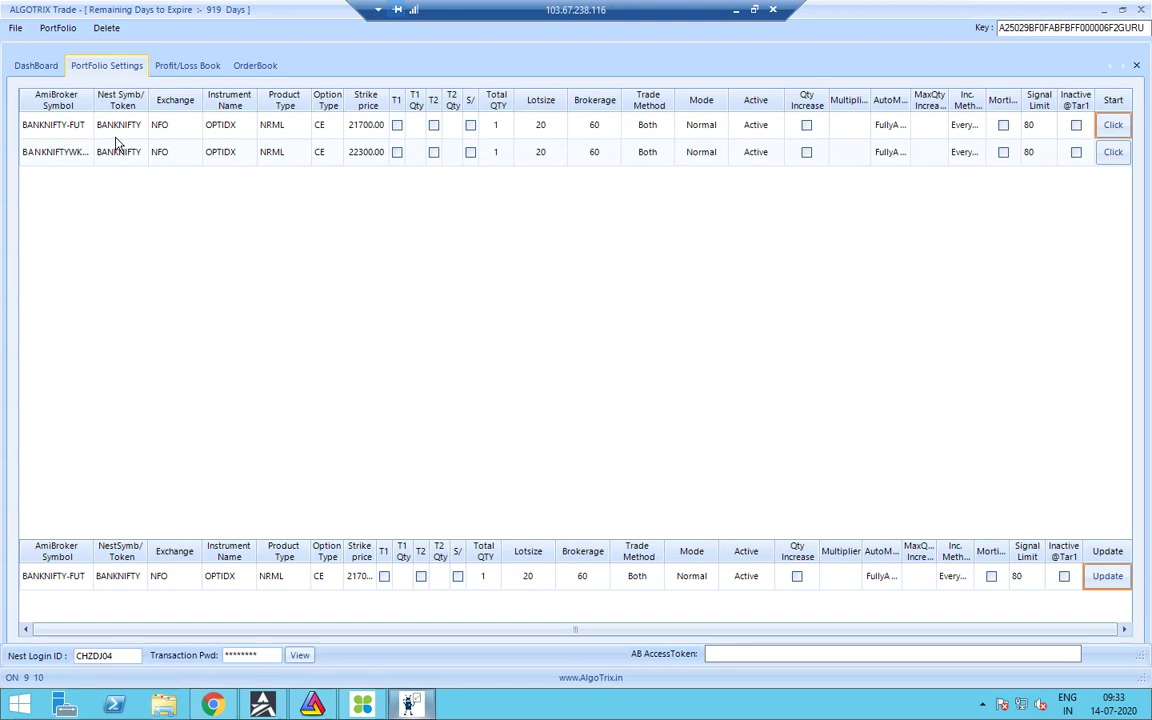 ALGOTRIX Trade - [ Remaining Days to Expire :- 919 Days ]
103.67.238.116
File PortFolio Delete
Key : A25029BF0FABFBFF000006F2GURU
DashBoard PortFolio Settings Profit/Loss Book OrderBook
AmiBroker Symbol Nest Symb/ Token Exchange Instrument Name Product Type Option Type Strike price T1 T1 Qty T2 T2 Qty S/ Total QTY Lotsize Brokerage Trade Method Mode Active Qty Increase Multipli... AutoM... MaxQty Increa... Inc. Meth... Morti... Signal Limit Inactive @Tar1 Start
BANKNIFTY-FUT BANKNIFTY NFO OPTIDX NRML CE 21700.00 1 20 60 Both Normal Active FullyA... Every... 80 Click
BANKNIFTYWK... BANKNIFTY NFO OPTIDX NRML CE 22300.00 1 20 60 Both Normal Active FullyA... Every... 80 Click
AmiBroker Symbol NestSymb/ Token Exchange Instrument Name Product Type Option Type Strike price T1 T1 Qty T2 T2 Qty S/ Total QTY Lotsize Brokerage Trade Method Mode Active Qty Increase Multiplier AutoM... MaxQ... Increa... Inc. Meth... Morti... Signal Limit Inactive @Tar1 Update
BANKNIFTY-FUT BANKNIFTY NFO OPTIDX NRML CE 2170... 1 20 60 Both Normal Active FullyA... Every... 80 Update
Nest Login ID : CHZDJ04 Transaction Pwd: ******** View AB AccessToken:
ON 9 10 www.AlgoTrix.in
ENG 09:33
IN 14-07-2020